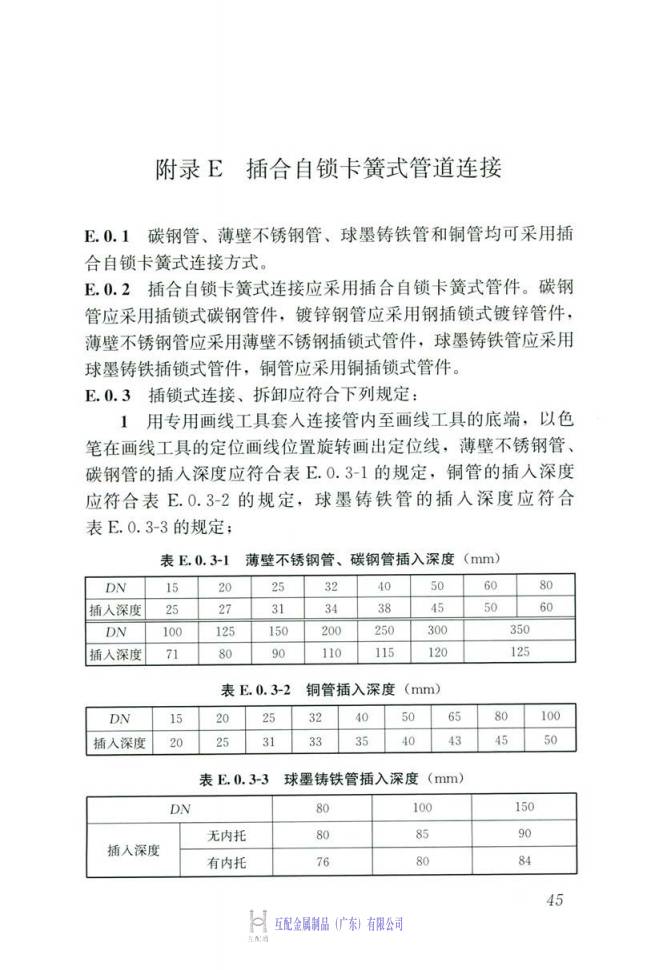 附录 E 插合自锁卡簧式管道连接
E.0.1 碳钢管、薄壁不锈钢管、球墨铸铁管和铜管均可采用插
合自锁卡簧式连接方式。
E.0.2 插合自锁卡簧式连接应采用插合自锁卡簧式管件。碳钢
管应采用插锁式碳钢管件，镀锌钢管应采用钢插锁式镀锌管件，
薄壁不锈钢管应采用薄壁不锈钢插锁式管件，球墨铸铁管应采用
球墨铸铁插锁式管件，铜管应采用铜插锁式管件。
E.0.3 插锁式连接、拆卸应符合下列规定：
1 用专用画线工具套入连接管内至画线工具的底端，以色
笔在画线工具的定位画线位置旋转画出定位线，薄壁不锈钢管、
碳钢管的插入深度应符合表 E.0.3-1 的规定，铜管的插入深度
应符合表 E.0.3-2 的规定，球墨铸铁管的插入深度应符合
表 E.0.3-3 的规定；
表 E.0.3-1 薄壁不锈钢管、碳钢管插入深度（mm）
DN 15 20 25 32 40 50 60 80
插入深度 25 27 31 34 38 45 50 60
DN 100 125 150 200 250 300 350
插入深度 71 80 90 110 115 120 125
表 E.0.3-2 铜管插入深度（mm）
DN 15 20 25 32 40 50 65 80 100
插入深度 20 25 31 33 35 40 43 45 50
表 E.0.3-3 球墨铸铁管插入深度（mm）
DN 80 100 150
插入深度 无内托 80 85 90
有内托 76 80 84
45
互配金属制品（广东）有限公司